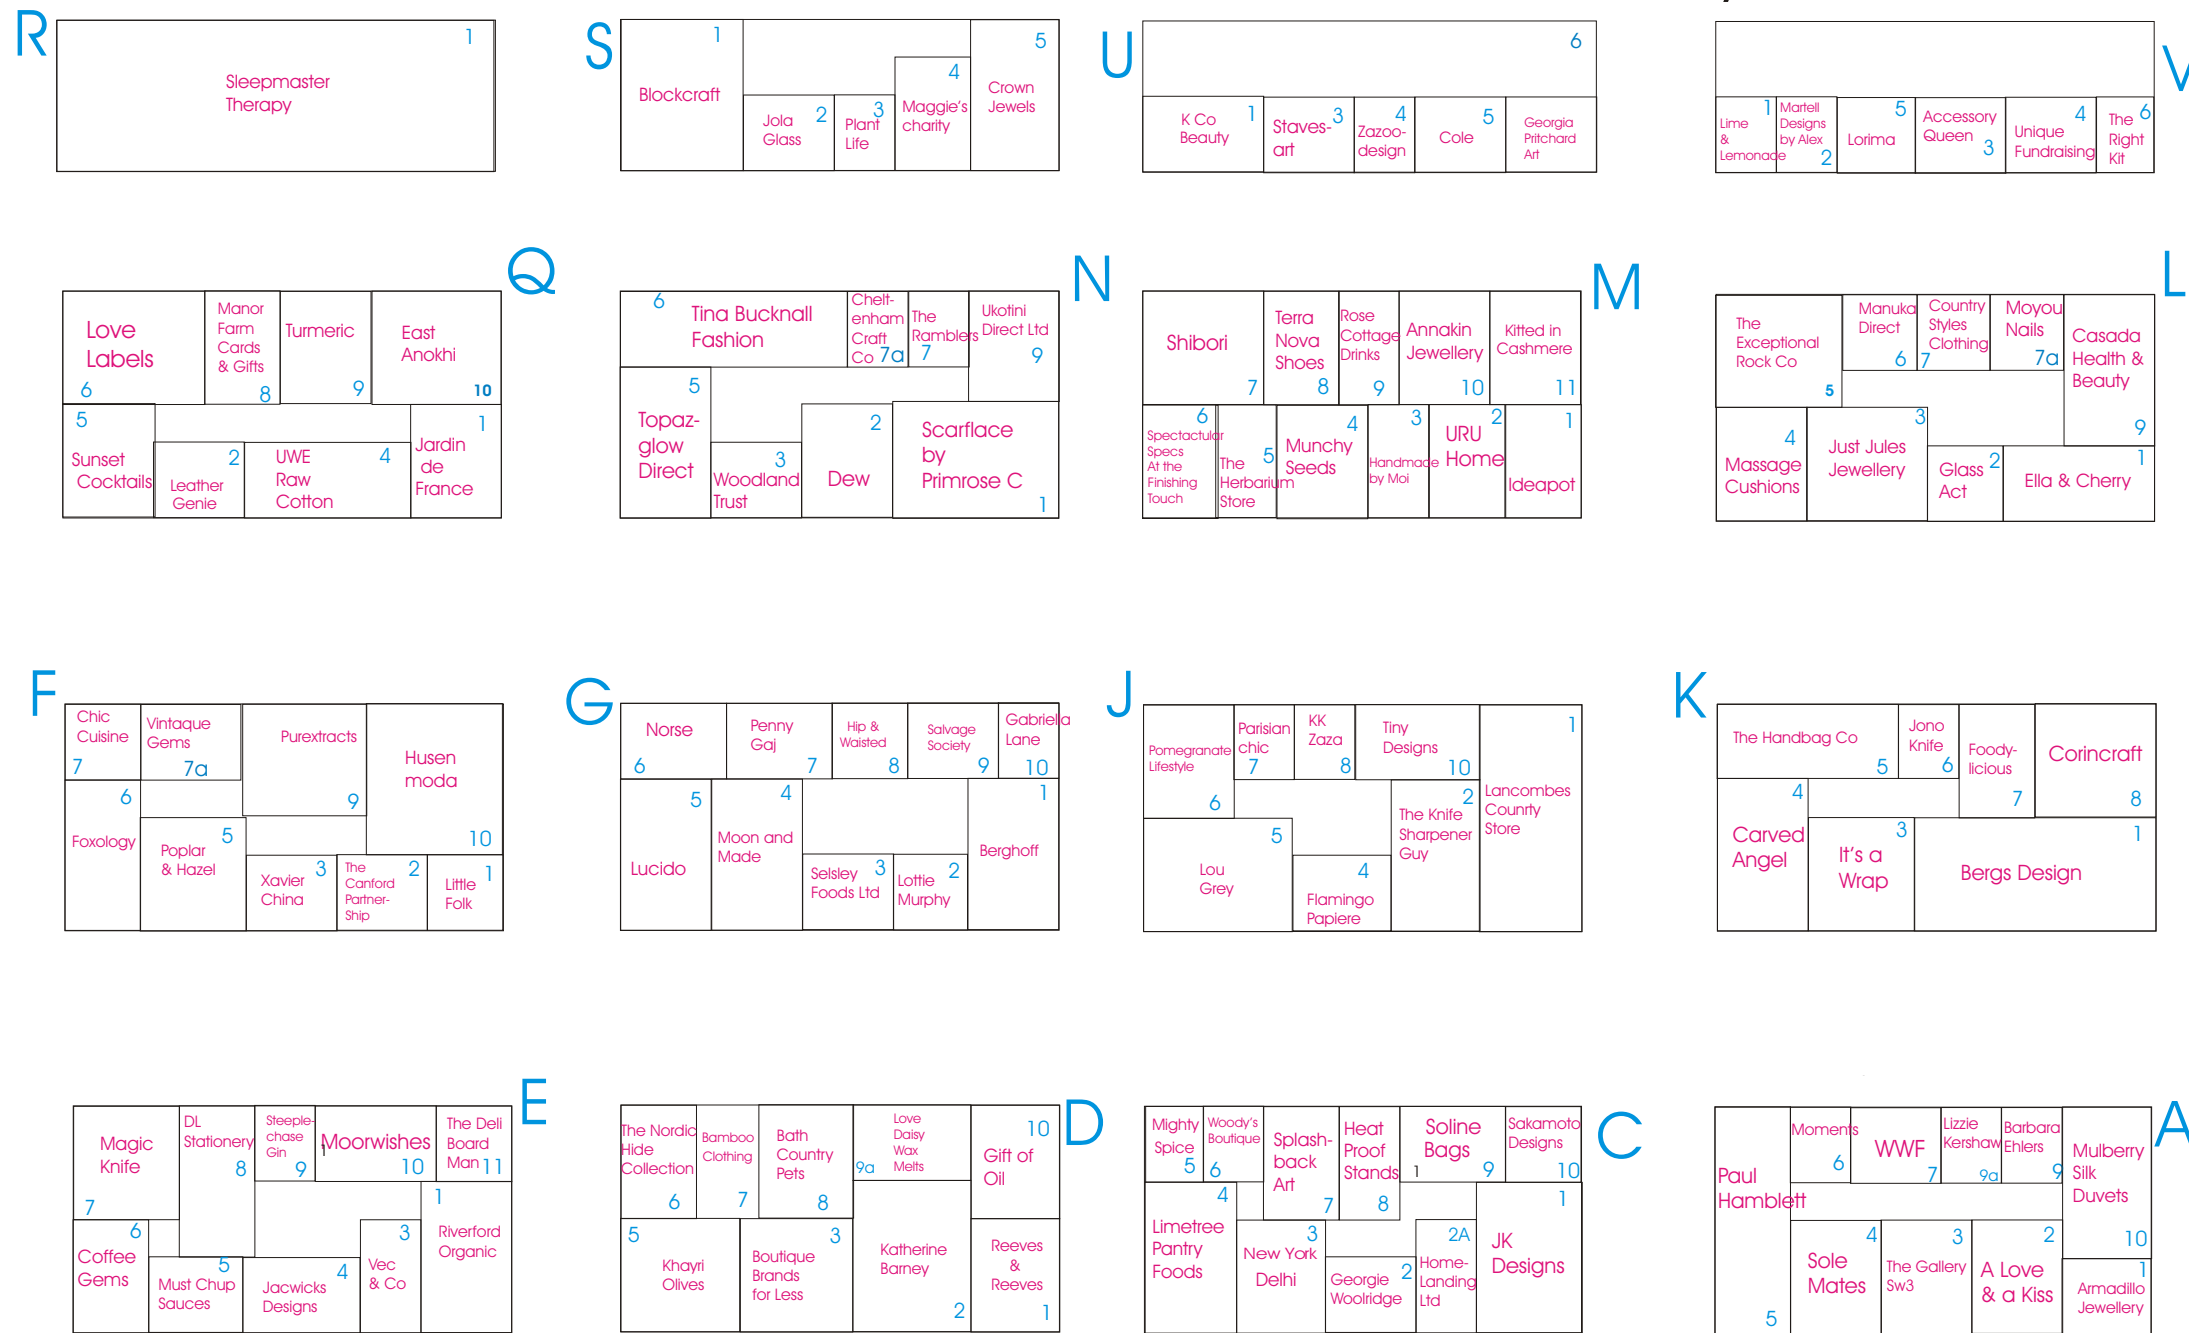 R
1
Sleepmaster
Therapy
S
1
Blockcraft
Jola
Glass
2
3
Plant
Life
4
Maggie's
charity
5
Crown
Jewels
U
6
K Co
Beauty
1
Staves-
art
3
4
Zazoo-
design
5
Cole
Georgia
Pritchard
Art
V
1
Lime
&
Lemonade
Martell
Designs
by Alex
2
5
Lorima
Accessory
Queen
3
4
Unique
Fundraising
6
The
Right
Kit
Q
Love
Labels
6
Manor
Farm
Cards
& Gifts
8
Turmeric
9
East
Anokhi
10
5
Sunset
Cocktails
2
Leather
Genie
UWE
Raw
Cotton
4
1
Jardin
de
France
N
6
Tina Bucknall
Fashion
Chelt-
enham
Craft
Co 7a
The
Ramblers
7
Ukotini
Direct Ltd
9
5
Topaz-
glow
Direct
3
Woodland
Trust
2
Dew
Scarflace
by
Primrose C
1
M
Shibori
7
Terra
Nova
Shoes
8
Rose
Cottage
Drinks
9
Annakin
Jewellery
10
Kitted in
Cashmere
11
6
Spectactular
Specs
At the
Finishing
Touch
5
The
Herbarium
Store
4
Munchy
Seeds
3
Handmade
by Moi
2
URU
Home
1
Ideapot
L
The
Exceptional
Rock Co
5
Manuka
Direct
6
Country
Styles
Clothing
7
Moyou
Nails
7a
Casada
Health &
Beauty
9
4
Massage
Cushions
3
Just Jules
Jewellery
2
Glass
Act
1
Ella & Cherry
F
Chic
Cuisine
7
Vintaque
Gems
7a
Purextracts
9
Husen
moda
10
6
Foxology
5
Poplar
& Hazel
3
Xavier
China
The
Canford
Partner-
Ship
2
1
Little
Folk
G
Norse
6
Penny
Gaj
7
Hip &
Waisted
8
Salvage
Society
9
Gabriella
Lane
10
5
Lucido
4
Moon and
Made
3
Selsley
Foods Ltd
2
Lottie
Murphy
1
Berghoff
J
Pomegranate
Lifestyle
6
Parisian
chic
7
KK
Zaza
8
Tiny
Designs
10
1
Lancombes
Counrty
Store
5
Lou
Grey
4
Flamingo
Papiere
2
The Knife
Sharpener
Guy
K
The Handbag Co
5
Jono
Knife
6
Foody-
licious
7
Corincraft
8
4
Carved
Angel
3
It's a
Wrap
1
Bergs Design
E
Magic
Knife
7
DL
Stationery
8
Steeple-
chase
Gin
9
Moorwishes
1
10
The Deli
Board
Man 11
6
Coffee
Gems
5
Must Chup
Sauces
4
Jacwicks
Designs
3
Vec
& Co
1
Riverford
Organic
D
The Nordic
Hide
Collection
6
Bamboo
Clothing
7
Bath
Country
Pets
8
Love
Daisy
Wax
Melts
9a
10
Gift of
Oil
5
Khayri
Olives
3
Boutique
Brands
for Less
Katherine
Barney
2
Reeves
&
Reeves
1
C
Mighty
Spice
5
Woody's
Boutique
6
Splash-
back
Art
7
Heat
Proof
Stands
8
Soline
Bags
1
9
Sakamoto
Designs
10
4
Limetree
Pantry
Foods
3
New York
Delhi
2
Georgie
Woolridge
2A
Home-
Landing
Ltd
1
JK
Designs
A
Paul
Hamblett
5
Moments
6
WWF
7
Lizzie
Kershaw
9a
Barbara
Ehlers
9
Mulberry
Silk
Duvets
10
4
Sole
Mates
3
The Gallery
Sw3
2
A Love
& a Kiss
1
Armadillo
Jewellery